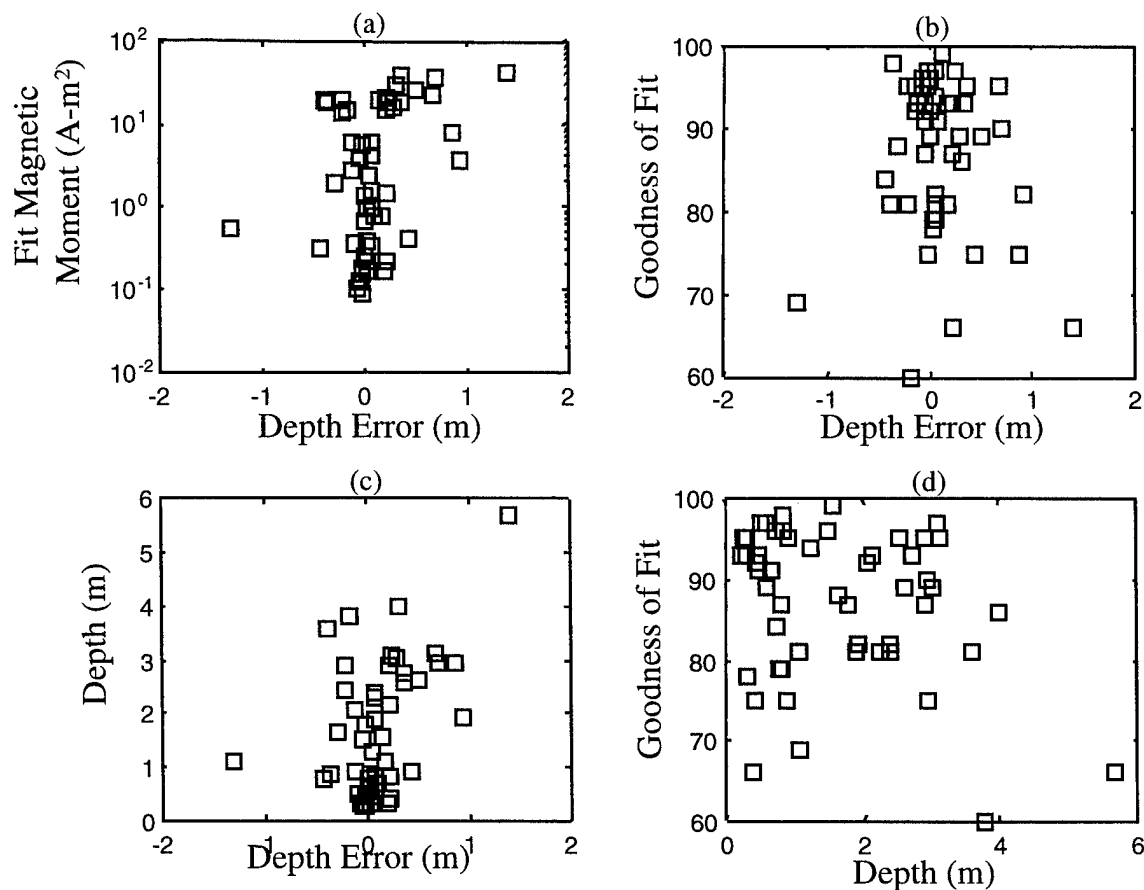 (a)
Fit Magnetic
Moment (A-m²)
10²
10¹
10⁰
10⁻¹
10⁻²
-2 -1 0 1 2
Depth Error (m)
(b)
Goodness of Fit
100
90
80
70
60
-2 -1 0 1 2
Depth Error (m)
(c)
Depth (m)
6
5
4
3
2
1
0
-2 -1 0 1 2
Depth Error (m)
(d)
Goodness of Fit
100
90
80
70
60
0 2 4 6
Depth (m)